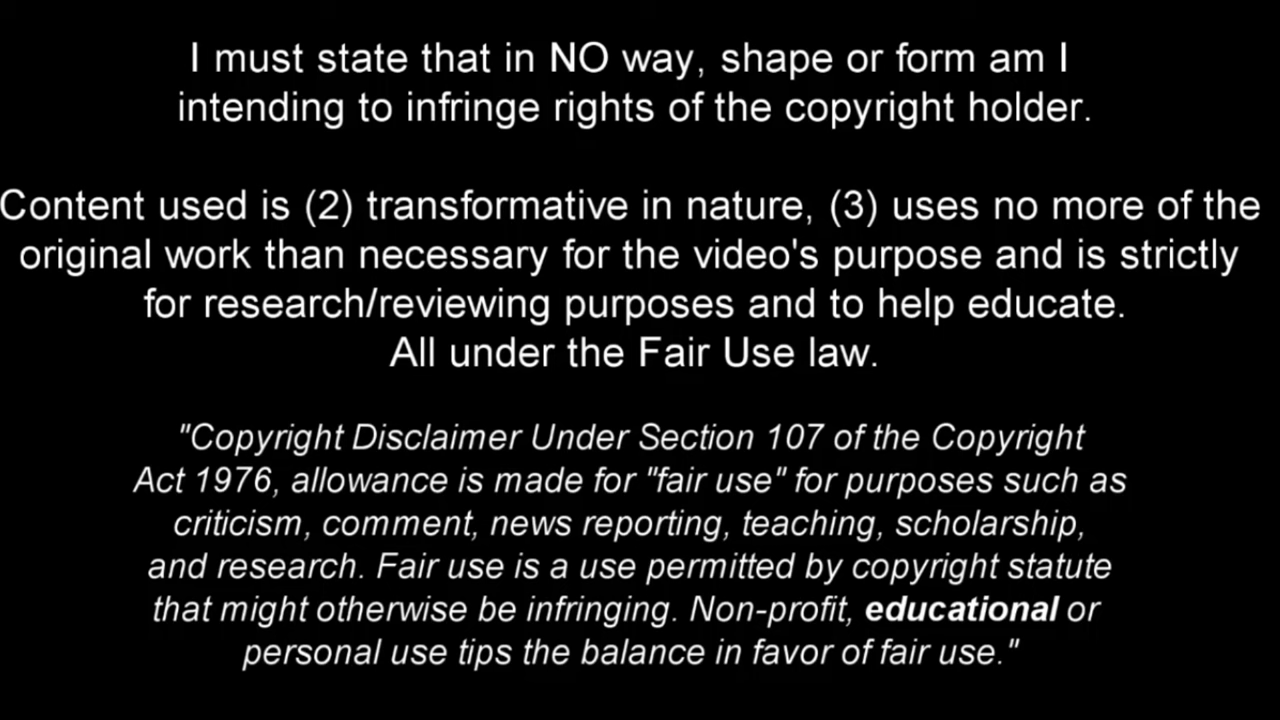 I must state that in NO way, shape or form am I
intending to infringe rights of the copyright holder.
Content used is (2) transformative in nature, (3) uses no more of the
original work than necessary for the video's purpose and is strictly
for research/reviewing purposes and to help educate.
All under the Fair Use law.
"Copyright Disclaimer Under Section 107 of the Copyright
Act 1976, allowance is made for "fair use" for purposes such as
criticism, comment, news reporting, teaching, scholarship,
and research. Fair use is a use permitted by copyright statute
that might otherwise be infringing. Non-profit, educational or
personal use tips the balance in favor of fair use."